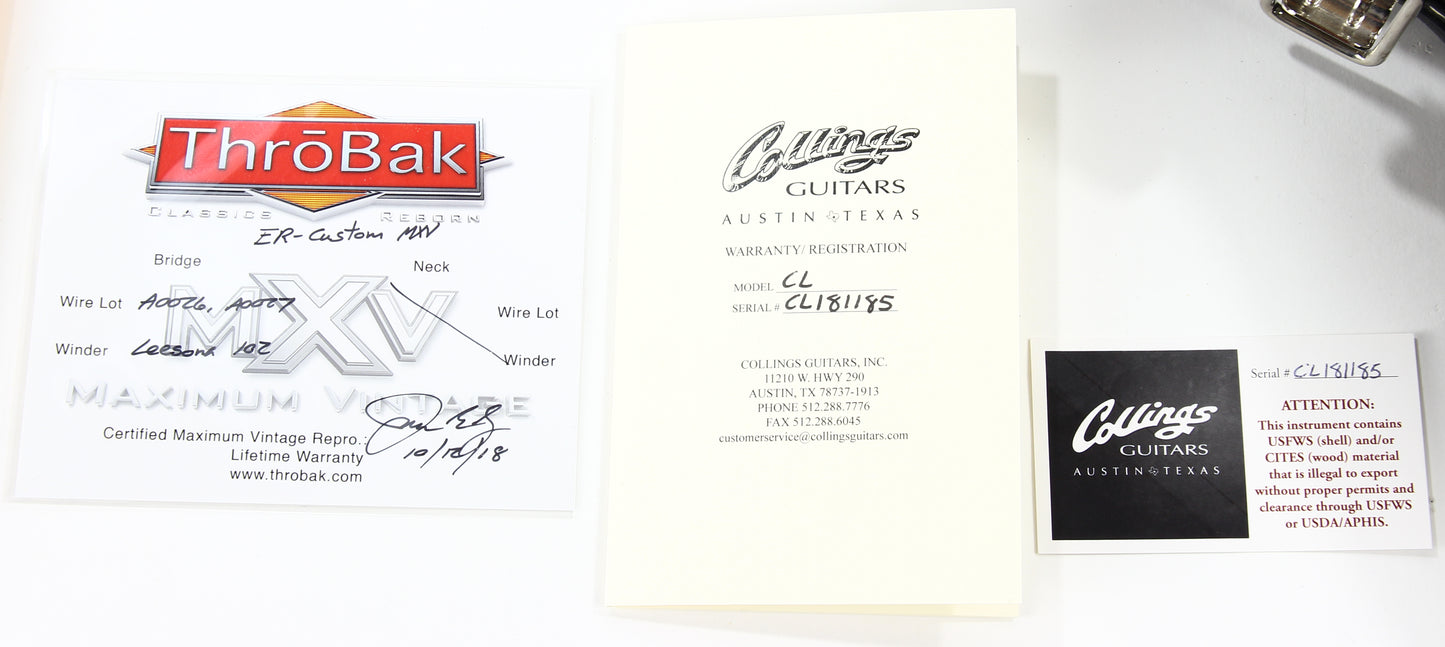 ThrōBak
CLASSICS REBORN
ER-Custom MXV
Bridge Neck
Wire Lot A0026, A0027 Wire Lot
MXV
Winder Leesona 102 Winder
MAXIMUM VINTAGE
Certified Maximum Vintage Repro.:
Lifetime Warranty
www.throbak.com
Collings
GUITARS
AUSTIN TEXAS
WARRANTY/ REGISTRATION
MODEL CL
SERIAL # CL181185
COLLINGS GUITARS, INC.
11210 W. HWY 290
AUSTIN, TX 78737-1913
PHONE 512.288.7776
FAX 512.288.6045
customerservice@collingsguitars.com
Collings
GUITARS
AUSTIN TEXAS
Serial # CL181185
ATTENTION:
This instrument contains
USFWS (shell) and/or
CITES (wood) material
that is illegal to export
without proper permits and
clearance through USFWS
or USDA/APHIS.